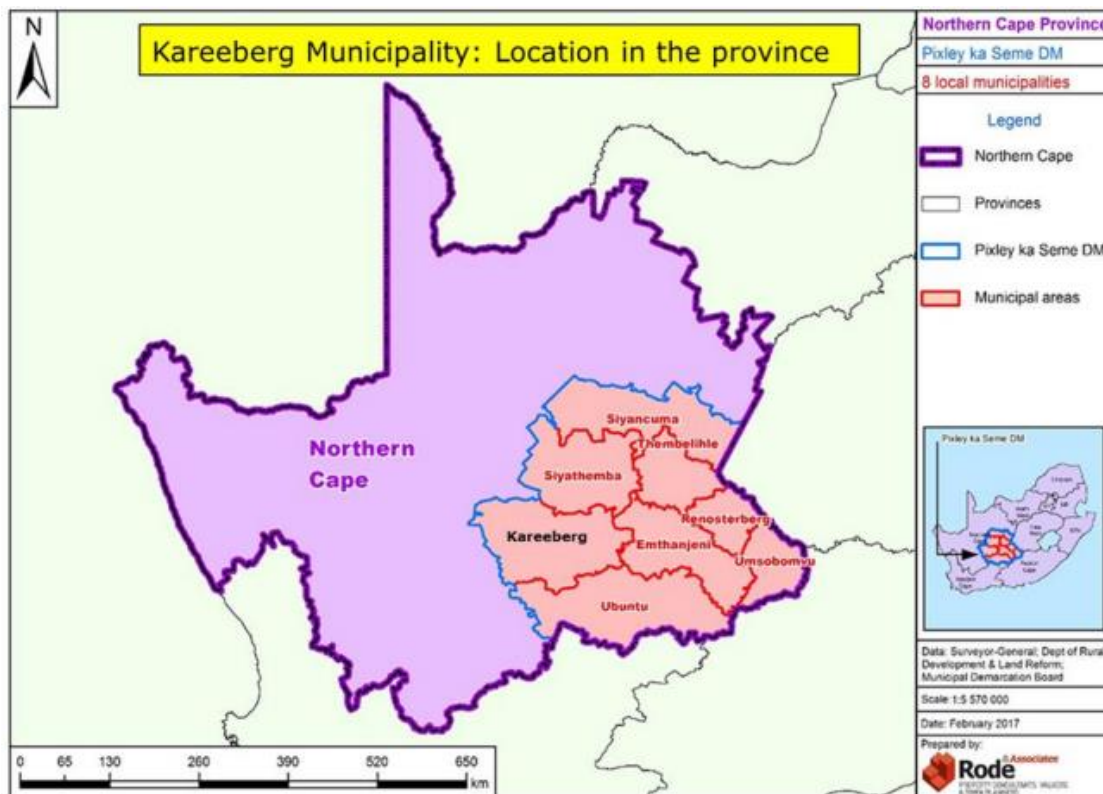 N
Kareeberg Municipality: Location in the province
Northern Cape Province
Pixley ka Seme DM
8 local municipalities
Legend
Northern Cape
Provinces
Pixley ka Seme DM
Municipal areas
Siyancuma
Thembelihle
Northern
Cape
Siyathemba
Renosterberg
Kareeberg
Emthanjeni
Umsobomvu
Ubuntu
Pixley ka Seme DM
Data: Surveyor-General; Dept of Rural
Development & Land Reform;
Municipal Demarcation Board
Scale 1:5 570 000
Date: February 2017
Prepared by:
Rode
& Associates
0 65 130 260 390 520 650
km